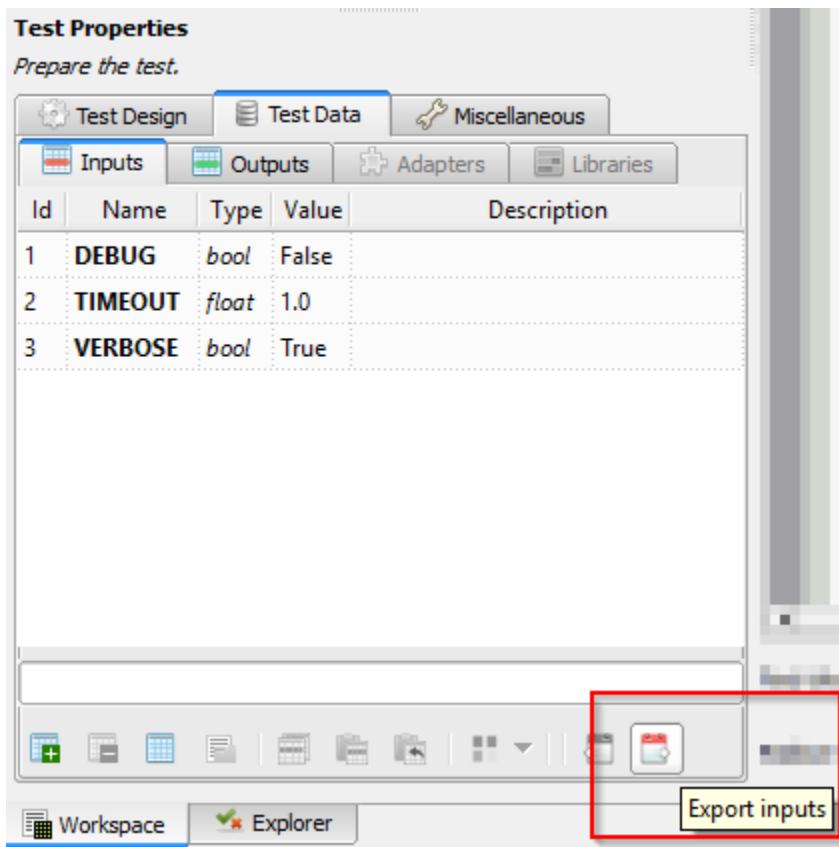 Test Properties
Prepare the test.
Test Design Test Data Miscellaneous
Inputs Outputs Adapters Libraries
Id Name Type Value Description
1 DEBUG bool False
2 TIMEOUT float 1.0
3 VERBOSE bool True
Export inputs
Workspace Explorer